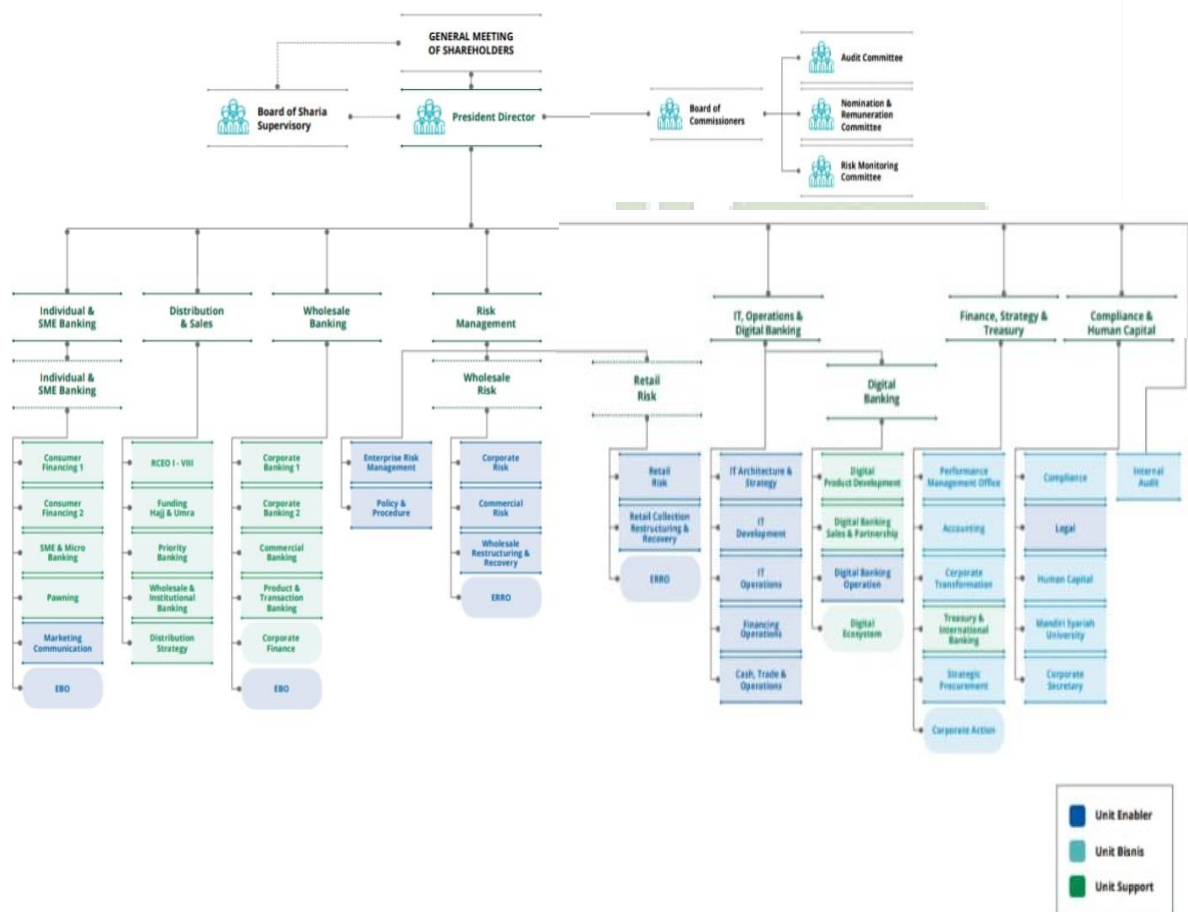 GENERAL MEETING
OF SHAREHOLDERS
Board of Sharia
Supervisory
President Director
Board of
Commissioners
Audit Committee
Nomination &
Remuneration
Committee
Risk Monitoring
Committee
Individual &
SME Banking
Distribution
& Sales
Wholesale
Banking
Risk
Management
IT, Operations &
Digital Banking
Finance, Strategy &
Treasury
Compliance &
Human Capital
Individual &
SME Banking
Wholesale
Risk
Retail
Risk
Digital
Banking
Consumer
Financing 1
Consumer
Financing 2
SME & Micro
Banking
Pawning
Marketing
Communication
EBO
RCEO I - VIII
Funding
Hajj & Umra
Priority
Banking
Wholesale &
Institutional
Banking
Distribution
Strategy
Corporate
Banking 1
Corporate
Banking 2
Commercial
Banking
Product &
Transaction
Banking
Corporate
Finance
EBO
Enterprise Risk
Management
Policy &
Procedure
Corporate
Risk
Commercial
Risk
Wholesale
Restructuring &
Recovery
ERRO
Retail
Risk
Retail Collection
Restructuring &
Recovery
ERRO
IT Architecture &
Strategy
IT
Development
IT
Operations
Financing
Operations
Cash, Trade &
Operations
Digital
Product Development
Digital Banking
Sales & Partnership
Digital Banking
Operation
Digital
Ecosystem
Performance
Management Office
Accounting
Corporate
Transformation
Treasury &
International
Banking
Strategic
Procurement
Corporate Action
Compliance
Legal
Human Capital
Mandiri Syariah
University
Corporate
Secretary
Internal
Audit
Unit Enabler
Unit Bisnis
Unit Support